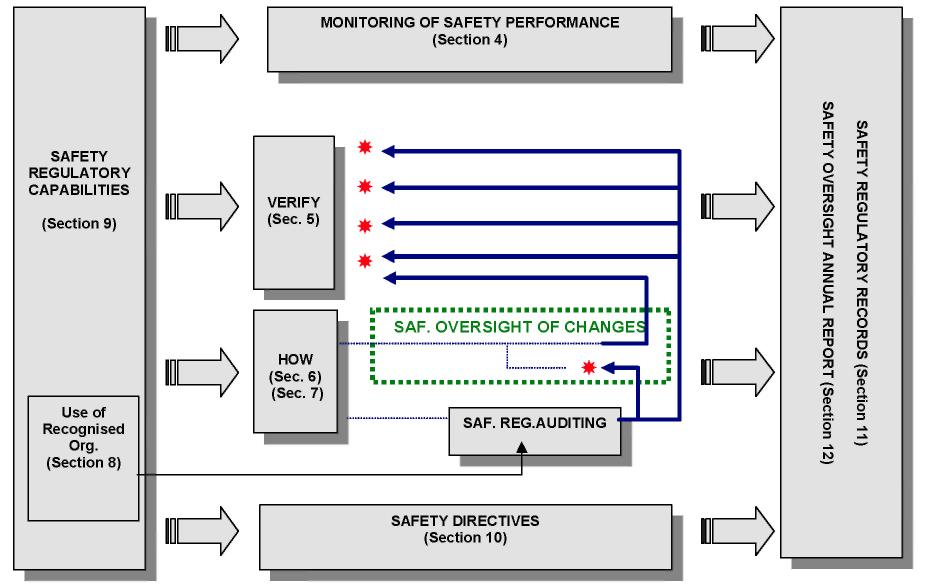 MONITORING OF SAFETY PERFORMANCE
(Section 4)
SAFETY
REGULATORY
CAPABILITIES
(Section 9)
VERIFY
(Sec. 5)
SAF. OVERSIGHT OF CHANGES
HOW
(Sec. 6)
(Sec. 7)
Use of
Recognised
Org.
(Section 8)
SAF. REG.AUDITING
SAFETY DIRECTIVES
(Section 10)
SAFETY REGULATORY RECORDS (Section 11)
SAFETY OVERSIGHT ANNUAL REPORT (Section 12)